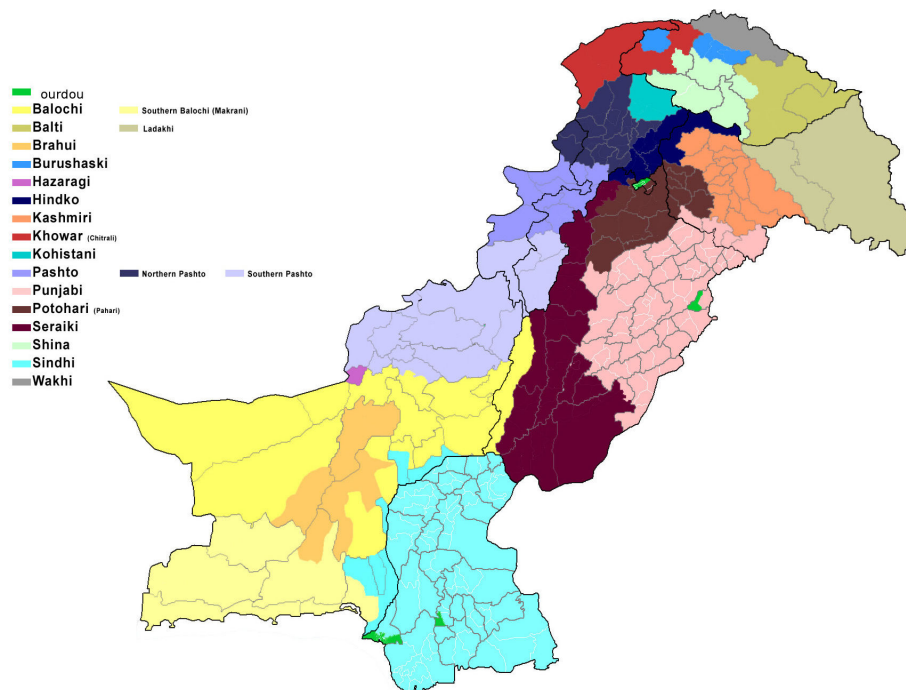 ourdou
Balochi
Southern Balochi (Makrani)
Balti
Ladakhi
Brahui
Burushaski
Hazaragi
Hindko
Kashmiri
Khowar (Chitrali)
Kohistani
Pashto
Northern Pashto
Southern Pashto
Punjabi
Potohari (Pahari)
Seraiki
Shina
Sindhi
Wakhi